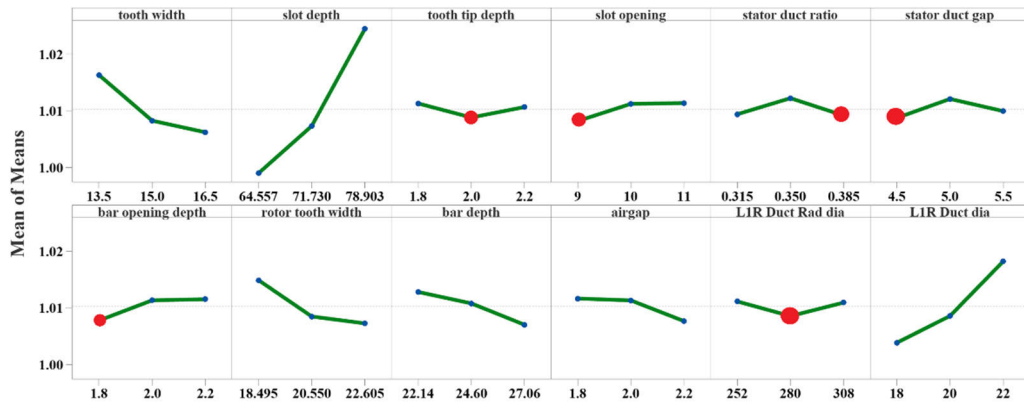 tooth width slot depth tooth tip depth slot opening stator duct ratio stator duct gap
1.02
1.01
1.00
13.5 15.0 16.5 64.557 71.730 78.903 1.8 2.0 2.2 9 10 11 0.315 0.350 0.385 4.5 5.0 5.5
Mean of Means
bar opening depth rotor tooth width bar depth airgap L1R Duct Rad dia L1R Duct dia
1.02
1.01
1.00
1.8 2.0 2.2 18.495 20.550 22.605 22.14 24.60 27.06 1.8 2.0 2.2 252 280 308 18 20 22